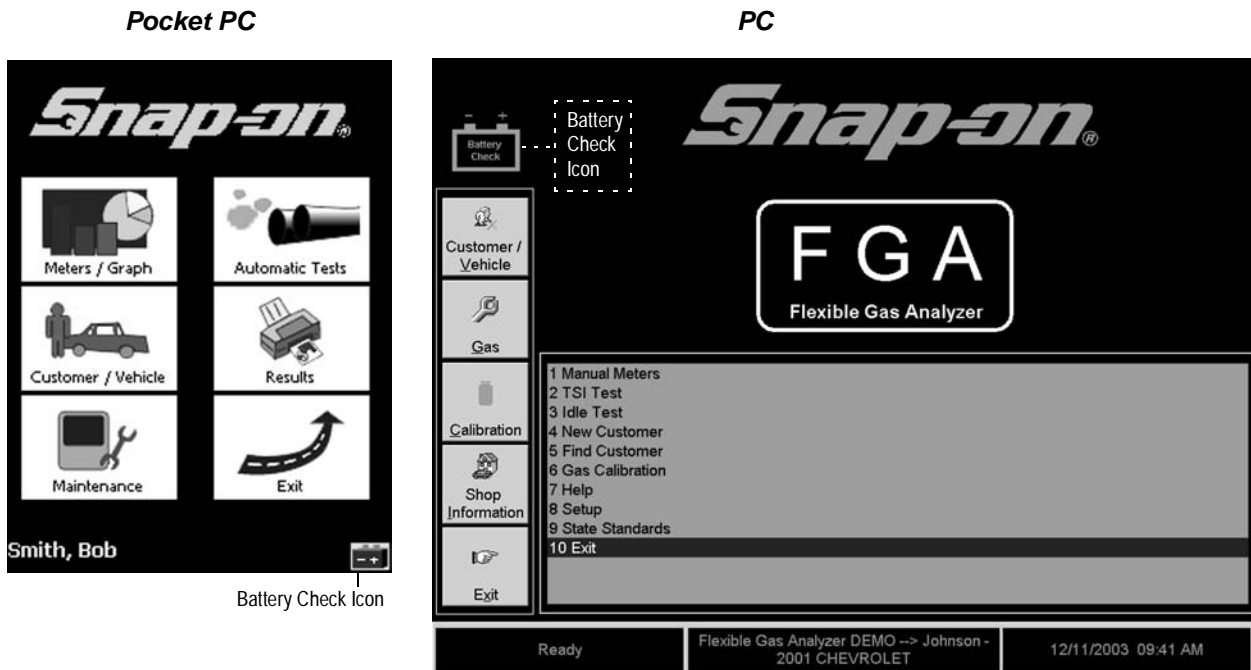 Pocket PC
Snap-on®
Meters / Graph
Automatic Tests
Customer / Vehicle
Results
Maintenance
Exit
Smith, Bob
- +
Battery Check Icon
PC
- +
Battery
Check
Battery
Check
Icon
Snap-on®
Customer /
Vehicle
Gas
Calibration
Shop
Information
Exit
F G A
Flexible Gas Analyzer
1 Manual Meters
2 TSI Test
3 Idle Test
4 New Customer
5 Find Customer
6 Gas Calibration
7 Help
8 Setup
9 State Standards
10 Exit
Ready
Flexible Gas Analyzer DEMO --> Johnson -
2001 CHEVROLET
12/11/2003 09:41 AM